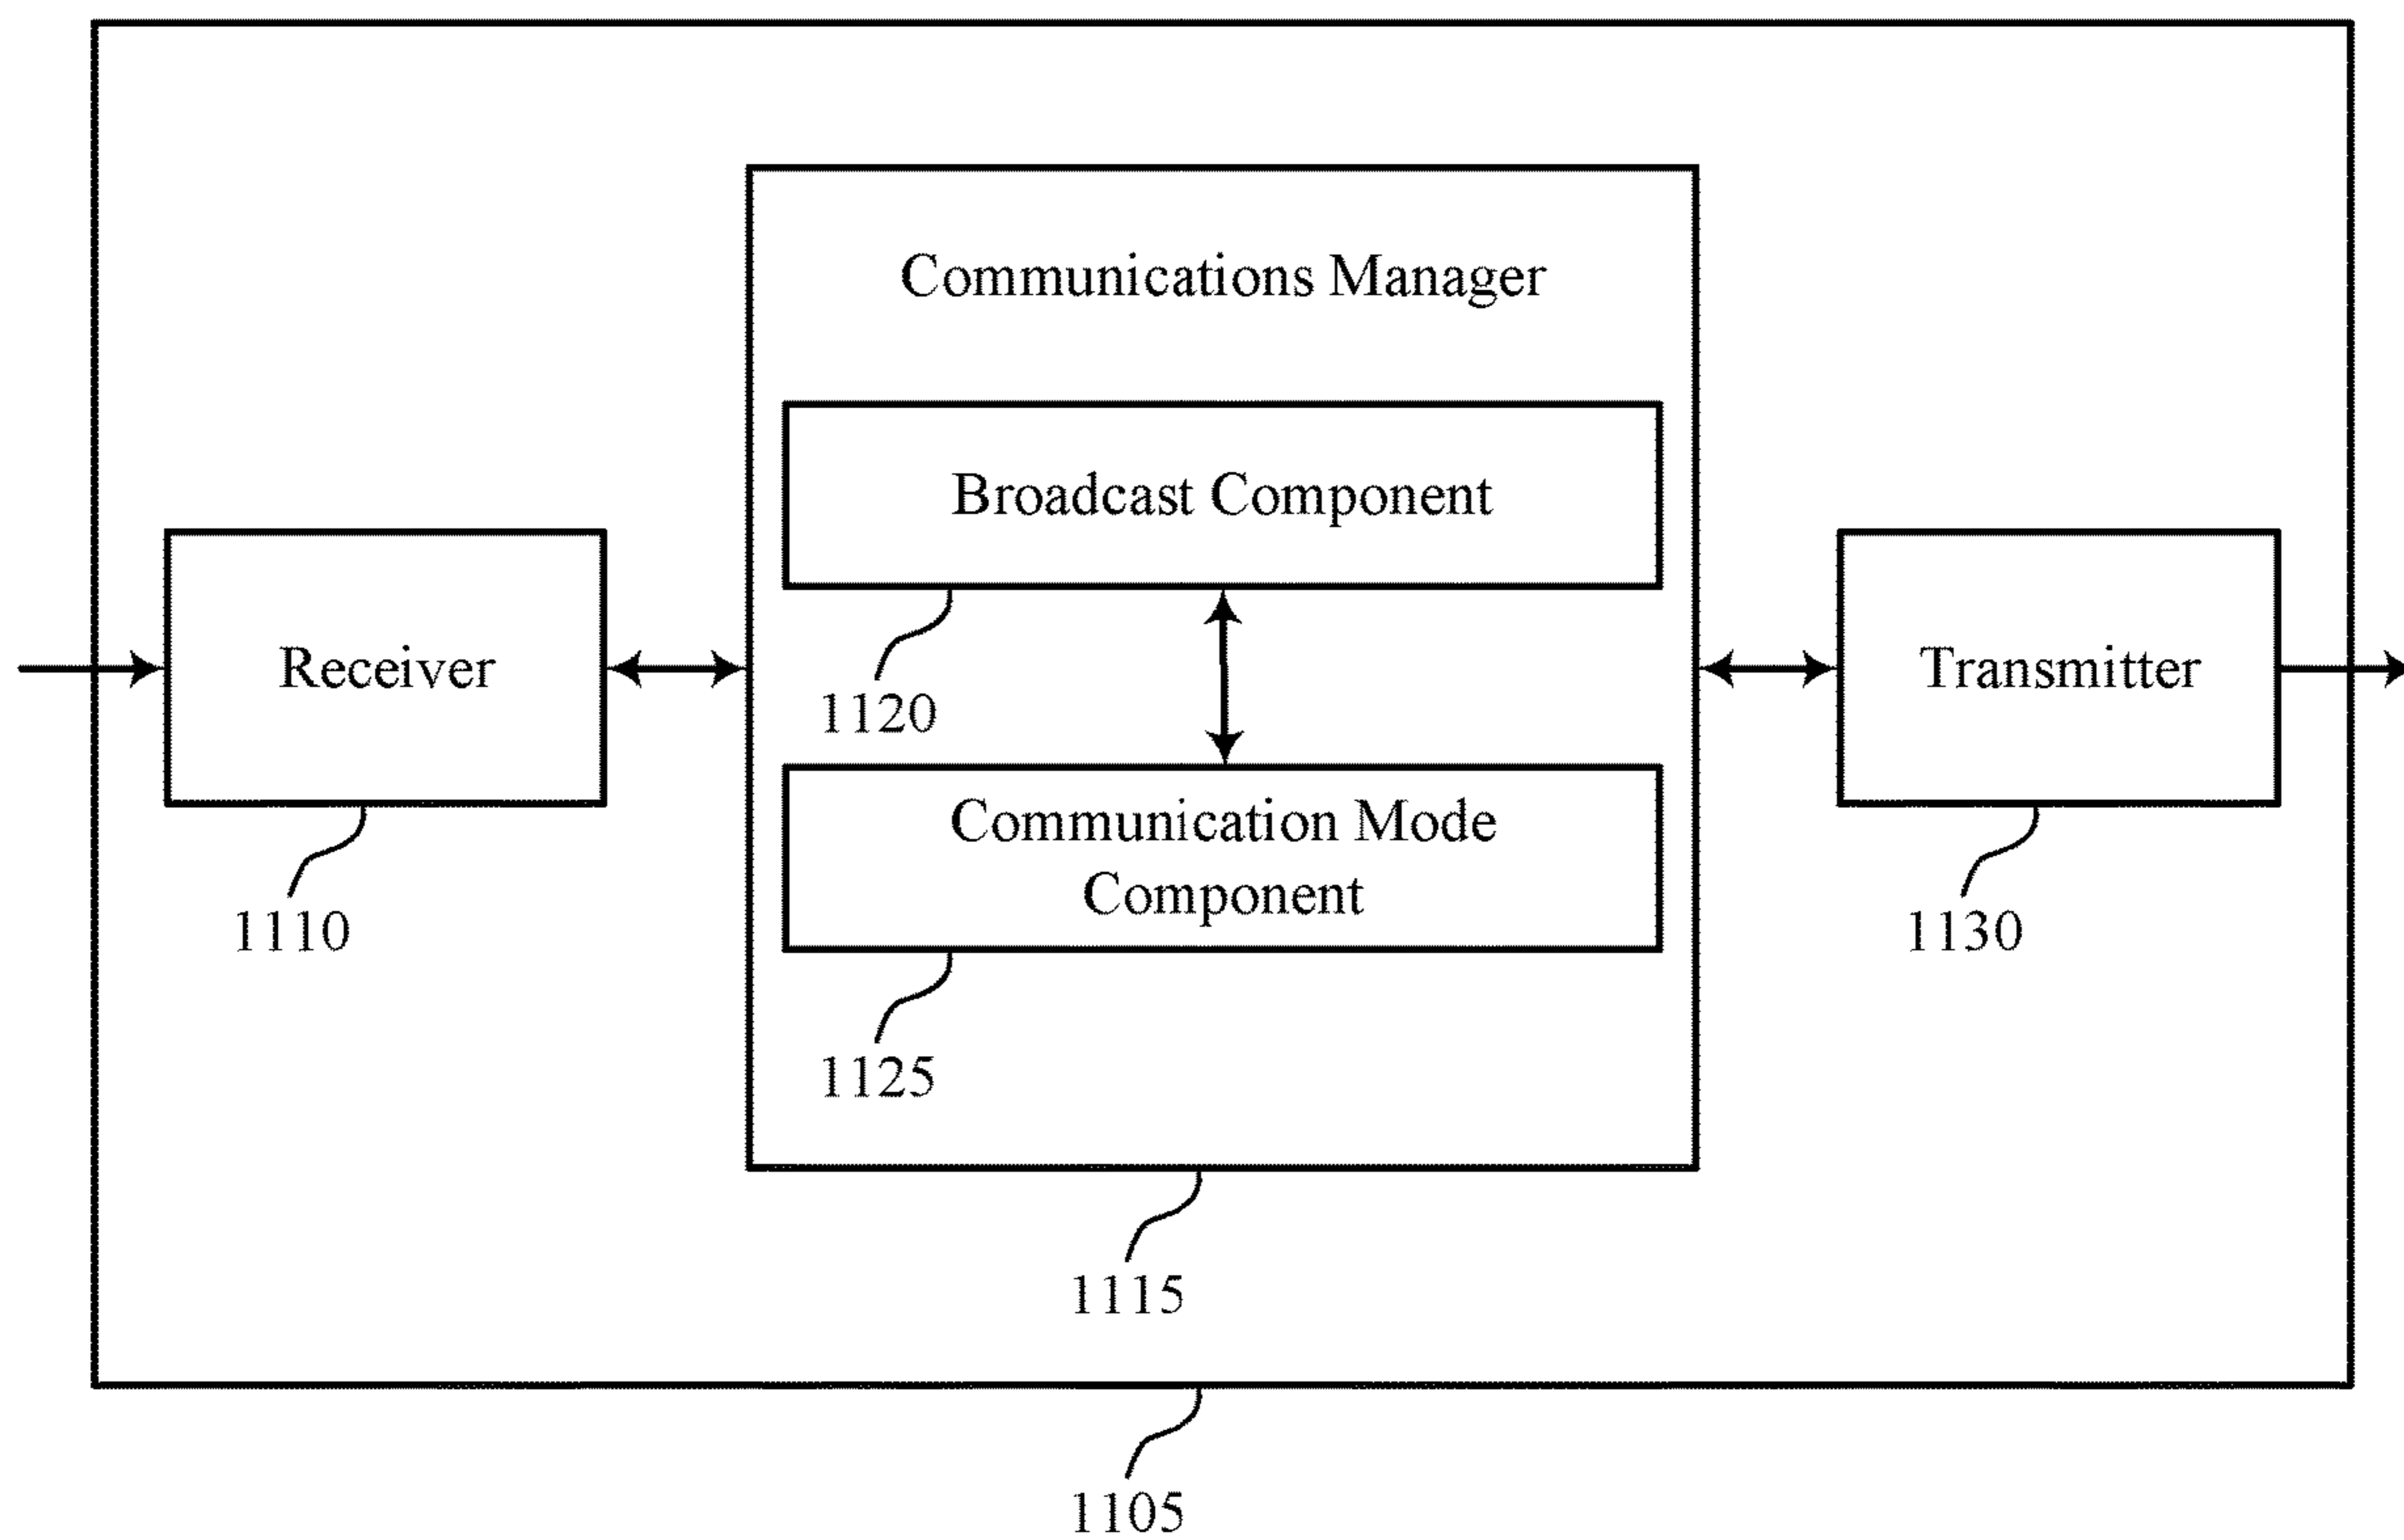 Communications Manager
Broadcast Component
Receiver
Transmitter
1120
Communication Mode
Component
1110
1130
1125
1115
1105